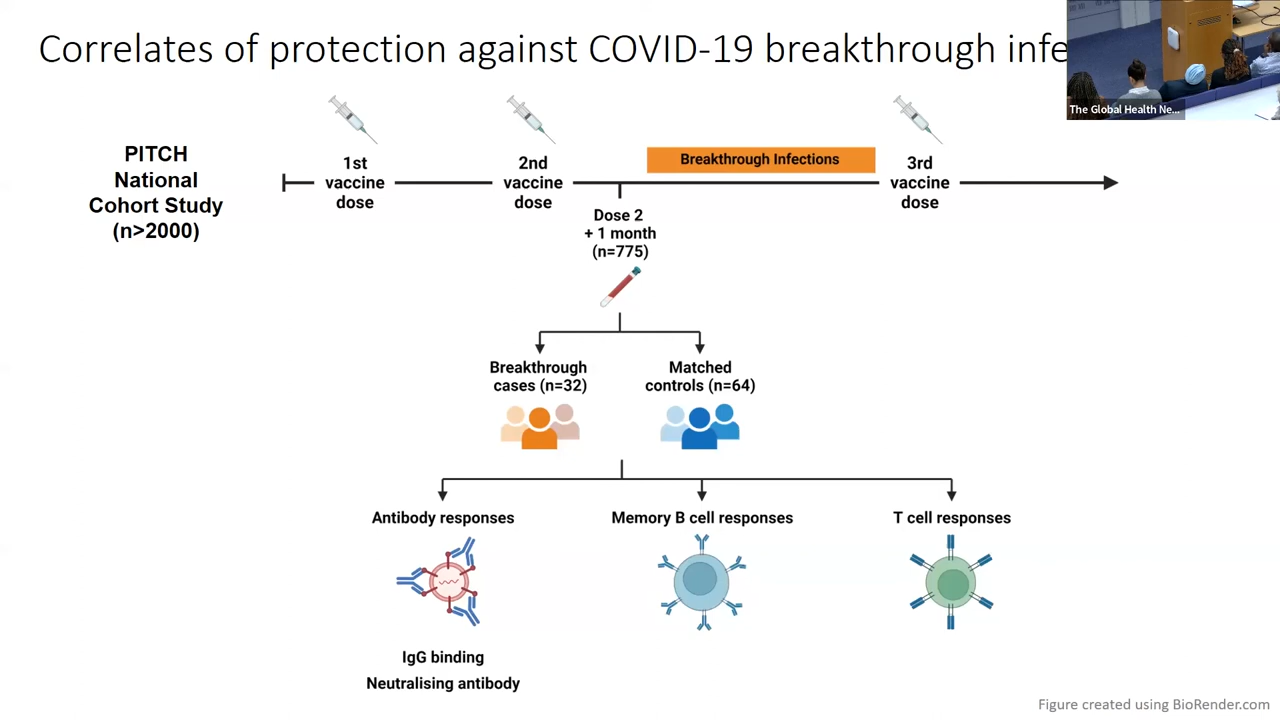 Correlates of protection against COVID-19 breakthrough infe
The Global Health Ne...
PITCH
National
Cohort Study
(n>2000)
1st
vaccine
dose
2nd
vaccine
dose
Breakthrough Infections
3rd
vaccine
dose
Dose 2
+ 1 month
(n=775)
Breakthrough
cases (n=32)
Matched
controls (n=64)
Antibody responses
Memory B cell responses
T cell responses
IgG binding
Neutralising antibody
Figure created using BioRender.com